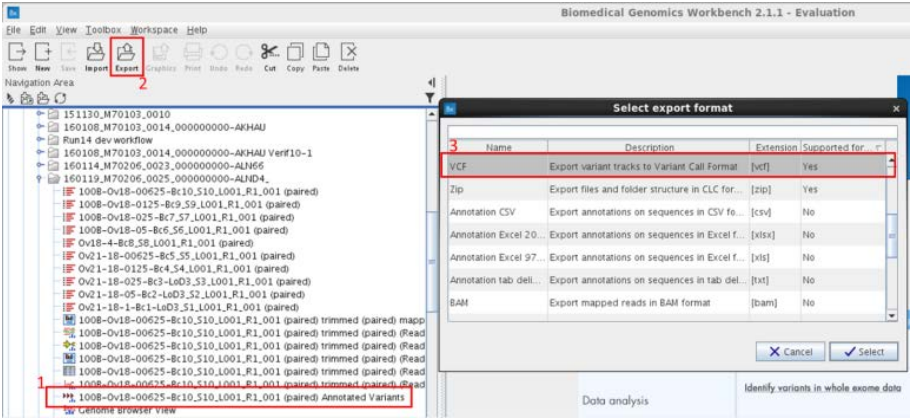 Biomedical Genomics Workbench 2.1.1 - Evaluation
File Edit View Toolbox Workspace Help
Show New Save Import Export Graphics Print Undo Redo Cut Copy Paste Delete
2
Navigation Area
151130_M70103_0010
160108_M70103_0014_000000000-AKHAU
Run14 dev workflow
160108_M70103_0014_000000000-AKHAU Verif10-1
160114_M70206_0023_000000000-ALN66
160119_M70206_0025_000000000-ALND4_
100B-Ov18-00625-Bc10_S10_L001_R1_001 (paired)
100B-Ov18-0125-Bc9_S9_L001_R1_001 (paired)
100B-Ov18-025-Bc7_S7_L001_R1_001 (paired)
100B-Ov18-05-Bc6_S6_L001_R1_001 (paired)
Ov18-4-Bc8_S8_L001_R1_001 (paired)
Ov21-18-00625-Bc5_S5_L001_R1_001 (paired)
Ov21-18-0125-Bc4_S4_L001_R1_001 (paired)
Ov21-18-025-Bc3-LoD3_S3_L001_R1_001 (paired)
Ov21-18-05-Bc2-LoD3_S2_L001_R1_001 (paired)
Ov21-18-1-Bc1-LoD3_S1_L001_R1_001 (paired)
100B-Ov18-00625-Bc10_S10_L001_R1_001 (paired) trimmed (paired) mapp
100B-Ov18-00625-Bc10_S10_L001_R1_001 (paired) trimmed (paired) (Read
100B-Ov18-00625-Bc10_S10_L001_R1_001 (paired) trimmed (paired) (Read
100B-Ov18-00625-Bc10_S10_L001_R1_001 (paired) trimmed (paired) (Read
100B-Ov18-00625-Bc10_S10_L001_R1_001 (paired) trimmed (paired) (Read
1 100B-Ov18-00625-Bc10_S10_L001_R1_001 (paired) trimmed (paired) (Read
100B-Ov18-00625-Bc10_S10_L001_R1_001 (paired) Annotated Variants
Genome Browser View
Select export format
3 Name Description Extension Supported for...
VCF Export variant tracks to Variant Call Format [vcf] Yes
Zip Export files and folder structure in CLC for... [zip] Yes
Annotation CSV Export annotations on sequences in CSV fo... [csv] No
Annotation Excel 20... Export annotations on sequences in Excel f... [xlsx] No
Annotation Excel 97... Export annotations on sequences in Excel f... [xls] No
Annotation tab deli... Export annotations on sequences in tab del... [txt] No
BAM Export mapped reads in BAM format [bam] No
Cancel Select
Data analysis
Identify variants in whole exome data